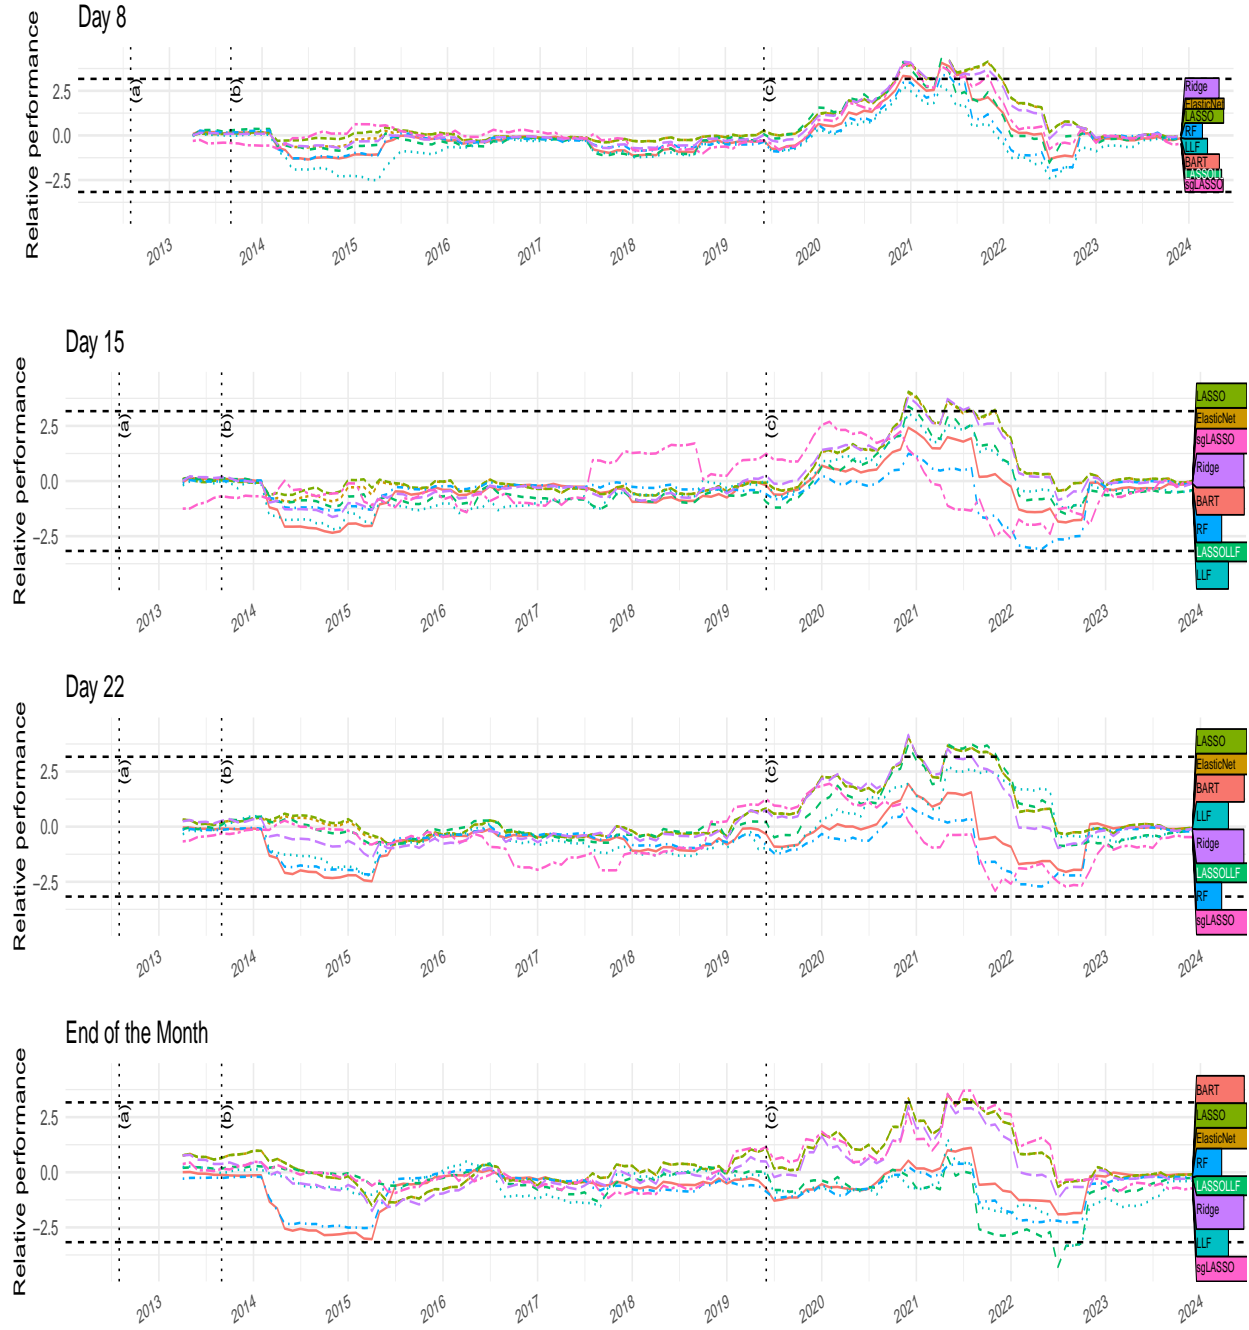 Day 8
Relative performance
2.5
0.0
−2.5
(a)
(b)
(c)
Ridge
ElasticNet
LASSO
RF
LLF
BART
LASSOLLF
sgLASSO
2013 2014 2015 2016 2017 2018 2019 2020 2021 2022 2023 2024
Day 15
Relative performance
2.5
0.0
−2.5
(a)
(b)
(c)
LASSO
ElasticNet
sgLASSO
Ridge
BART
RF
LASSOLLF
LLF
2013 2014 2015 2016 2017 2018 2019 2020 2021 2022 2023 2024
Day 22
Relative performance
2.5
0.0
−2.5
(a)
(b)
(c)
LASSO
ElasticNet
BART
LLF
Ridge
LASSOLLF
RF
sgLASSO
2013 2014 2015 2016 2017 2018 2019 2020 2021 2022 2023 2024
End of the Month
Relative performance
2.5
0.0
−2.5
(a)
(b)
(c)
BART
LASSO
ElasticNet
RF
LASSOLLF
Ridge
LLF
sgLASSO
2013 2014 2015 2016 2017 2018 2019 2020 2021 2022 2023 2024